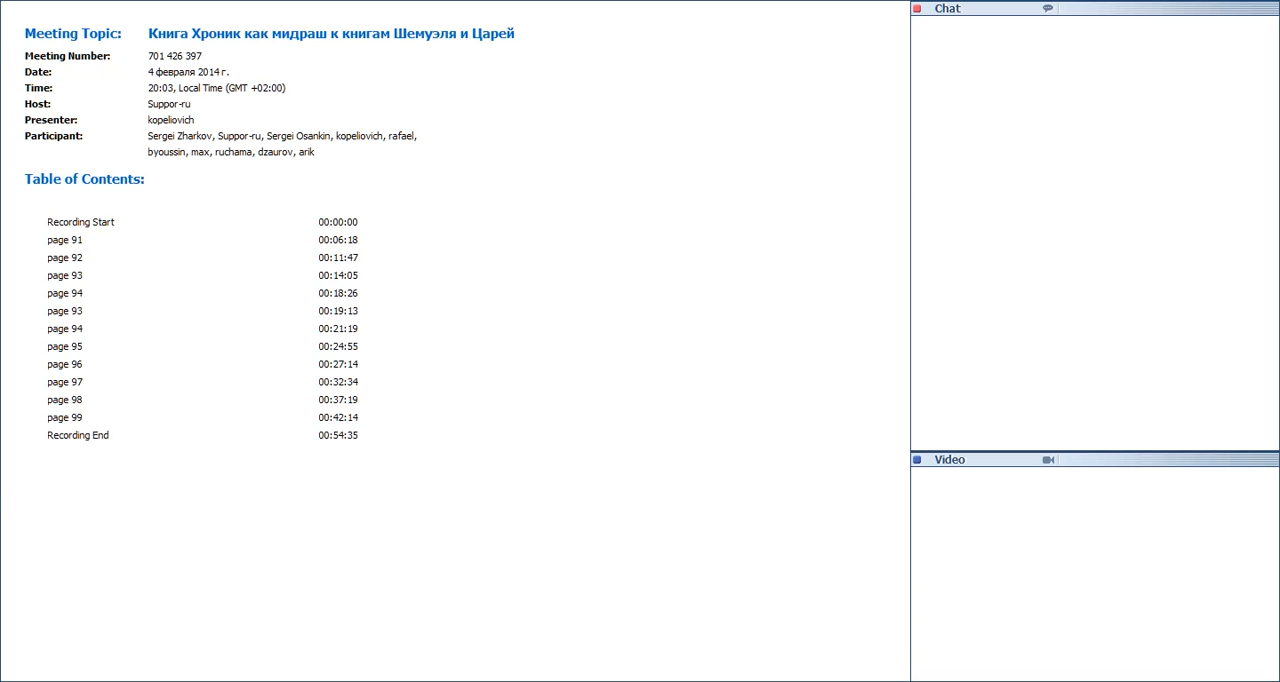 Meeting Topic: Книга Хроник как мидраш к книгам Шемуэля и Царей
Meeting Number: 701 426 397
Date: 4 февраля 2014 г.
Time: 20:03, Local Time (GMT +02:00)
Host: Suppor-ru
Presenter: kopeliovich
Participant: Sergei Zharkov, Suppor-ru, Sergei Osankin, kopeliovich, rafael,
byoussin, max, ruchama, dzaurov, arik
Table of Contents:
Recording Start 00:00:00
page 91 00:06:18
page 92 00:11:47
page 93 00:14:05
page 94 00:18:26
page 93 00:19:13
page 94 00:21:19
page 95 00:24:55
page 96 00:27:14
page 97 00:32:34
page 98 00:37:19
page 99 00:42:14
Recording End 00:54:35
Chat
Video